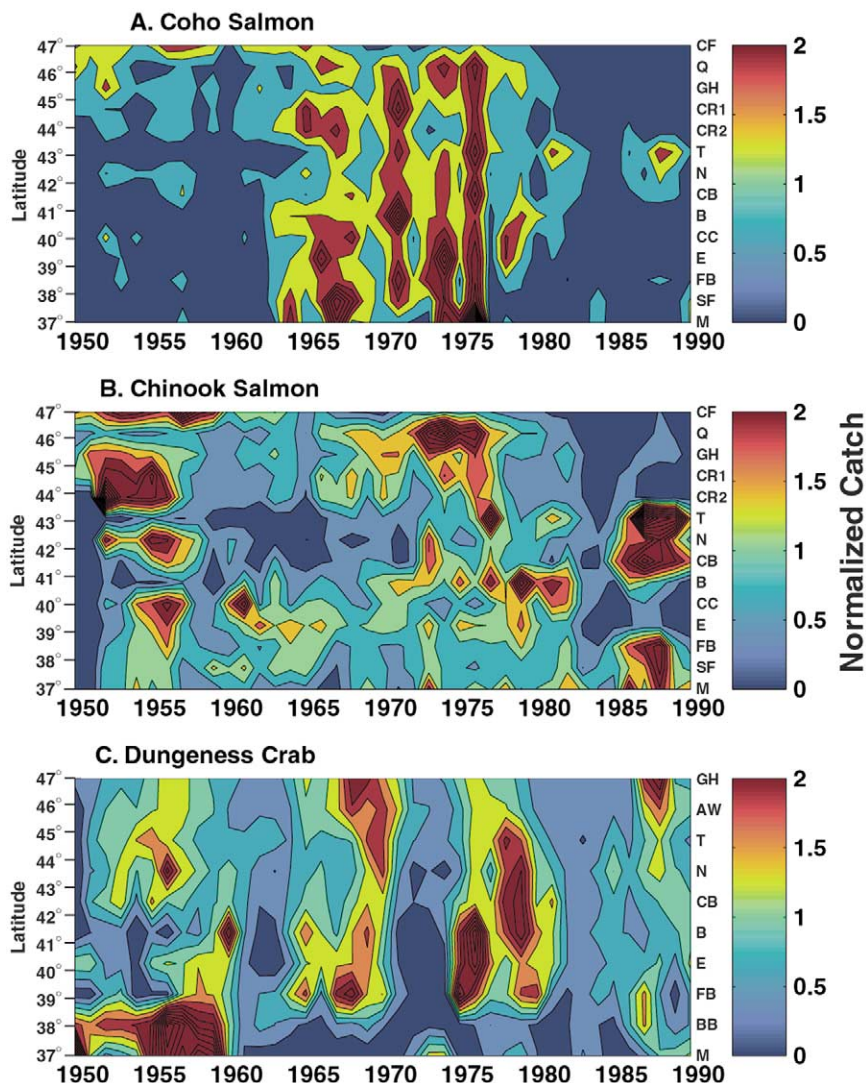 A. Coho Salmon
47°
46°
45°
44°
43°
42°
41°
40°
39°
38°
37°
Latitude
CF
Q
GH
CR1
CR2
T
N
CB
B
CC
E
FB
SF
M
2
1.5
1
0.5
0
1950 1955 1960 1965 1970 1975 1980 1985 1990
B. Chinook Salmon
47°
46°
45°
44°
43°
42°
41°
40°
39°
38°
37°
Latitude
CF
Q
GH
CR1
CR2
T
N
CB
B
CC
E
FB
SF
M
2
1.5
1
0.5
0
Normalized Catch
1950 1955 1960 1965 1970 1975 1980 1985 1990
C. Dungeness Crab
47°
46°
45°
44°
43°
42°
41°
40°
39°
38°
37°
Latitude
GH
AW
T
N
CB
B
E
FB
BB
M
2
1.5
1
0.5
0
1950 1955 1960 1965 1970 1975 1980 1985 1990